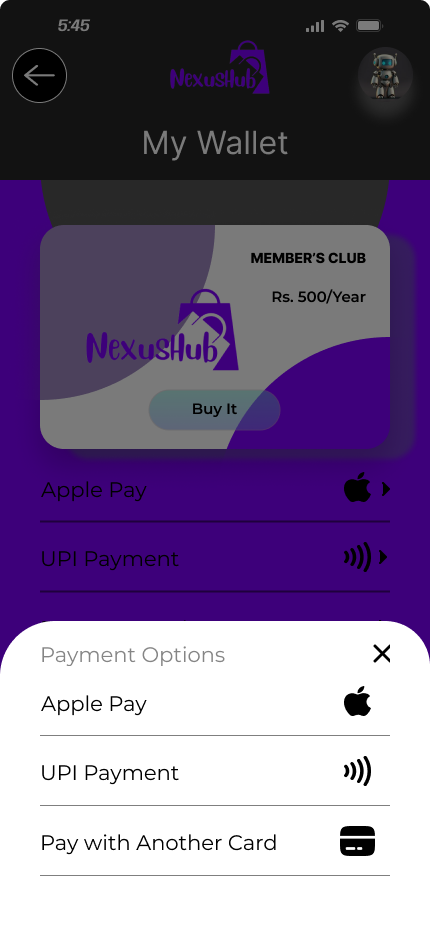 5:45
NexusHub
My Wallet
MEMBER'S CLUB
Rs. 500/Year
NexusHub
Buy It
Apple Pay
UPI Payment
Payment Options
Apple Pay
UPI Payment
Pay with Another Card